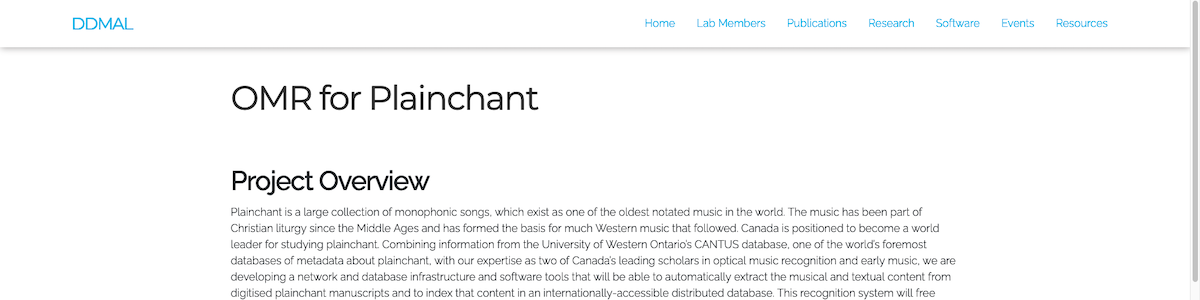 DDMAL Home Lab Members Publications Research Software Events Resources
OMR for Plainchant
Project Overview
Plainchant is a large collection of monophonic songs, which exist as one of the oldest notated music in the world. The music has been part of
Christian liturgy since the Middle Ages and has formed the basis for much Western music that followed. Canada is positioned to become a world
leader for studying plainchant. Combining information from the University of Western Ontario's CANTUS database, one of the world's foremost
databases of metadata about plainchant, with our expertise as two of Canada's leading scholars in optical music recognition and early music, we are
developing a network and database infrastructure and software tools that will be able to automatically extract the musical and textual content from
digitised plainchant manuscripts and to index that content in an internationally-accessible distributed database. This recognition system will free